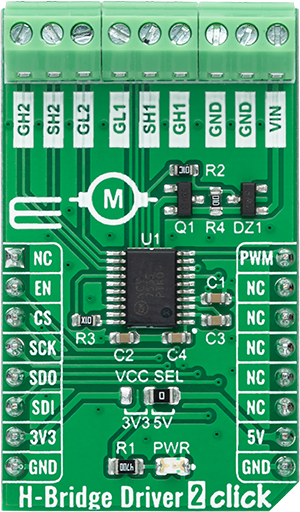 GH2 SH2 GL2 GL1 SH1 GH1 GND GND VIN
R2
M
Q1 R4 DZ1
U1
NC PWM
EN NC
C1
CS NC
R3 C3
SCK NC
C2 C4
SDO NC
VCC SEL
SDI NC
0
3V3 3V3 5V 5V
R1 PWR
GND 4700 GND
H-Bridge Driver 2 click